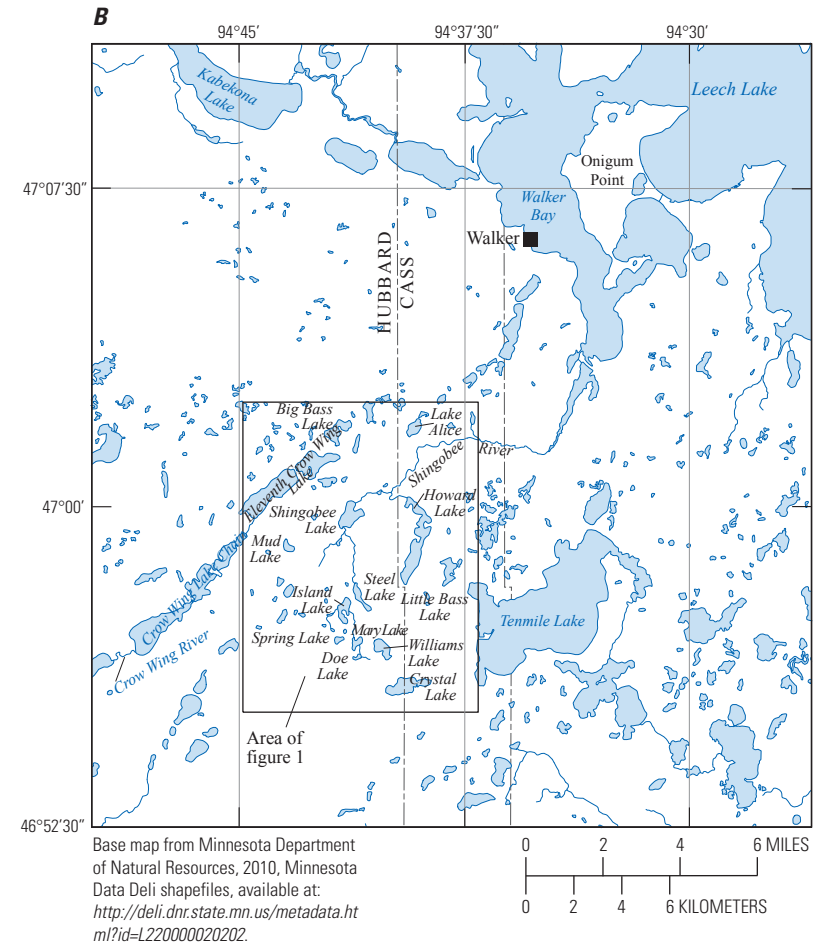 B
94°45'
94°37'30"
94°30'
Kabekona
Lake
Leech Lake
Onigum
Point
47°07'30"
Walker
Bay
Walker
HUBBARD
CASS
Big Bass
Lake
Lake
Alice
Eleventh Crow Wing
Lake
Shingobee
River
47°00'
Howard
Lake
Shingobee
Lake
Mud
Lake
Crow Wing Lake Chain
Steel
Lake
Island
Lake
Little Bass
Lake
Tenmile Lake
Mary Lake
Spring Lake
Williams
Lake
Doe
Lake
Crow Wing River
Crystal
Lake
Area of
figure 1
46°52'30"
Base map from Minnesota Department
of Natural Resources, 2010, Minnesota
Data Deli shapefiles, available at:
http://deli.dnr.state.mn.us/metadata.ht
ml?id=L220000020202.
0 2 4 6 MILES
0 2 4 6 KILOMETERS